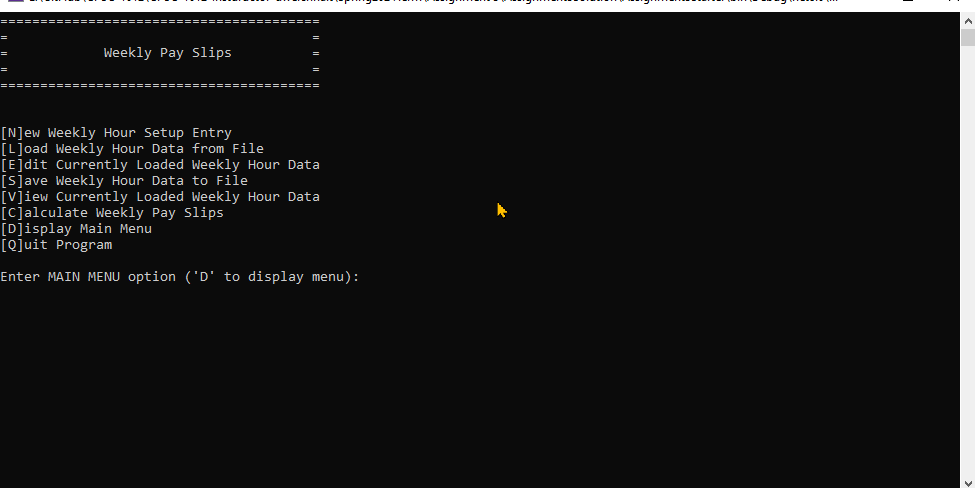 ========================================
=                                      =
=            Weekly Pay Slips          =
=                                      =
========================================
[N]ew Weekly Hour Setup Entry
[L]oad Weekly Hour Data from File
[E]dit Currently Loaded Weekly Hour Data
[S]ave Weekly Hour Data to File
[V]iew Currently Loaded Weekly Hour Data
[C]alculate Weekly Pay Slips
[D]isplay Main Menu
[Q]uit Program
Enter MAIN MENU option ('D' to display menu):